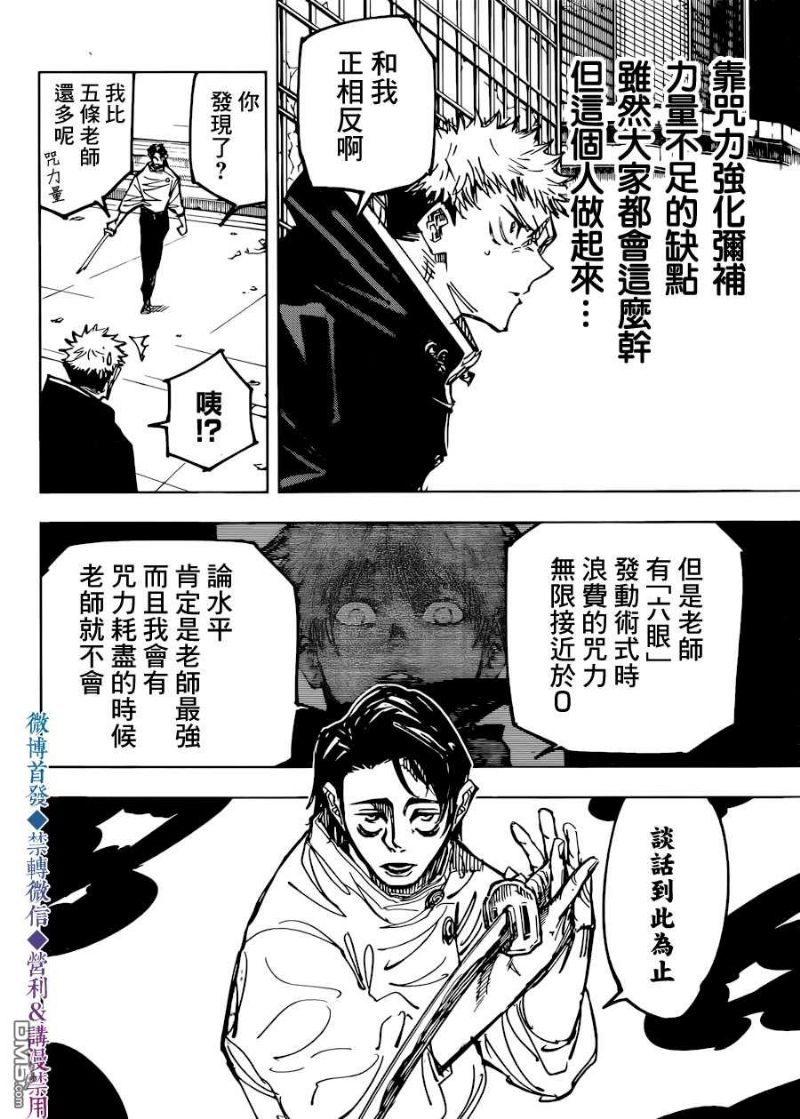 靠咒力強化彌補
力量不足的缺點
雖然大家都會這麼幹
但這個人做起來…
和我
正相反啊
你
發現了?
我比
五條老師
還多呢
咒力量
咦!?
但是老師
有「六眼」
發動術式時
浪費的咒力
無限接近於0
論水平
肯定是老師最強
而且我會有
咒力耗盡的時候
老師就不會
談話到此為止
微博首發◆禁轉微信◆營利&講漫禁用
DM5.com